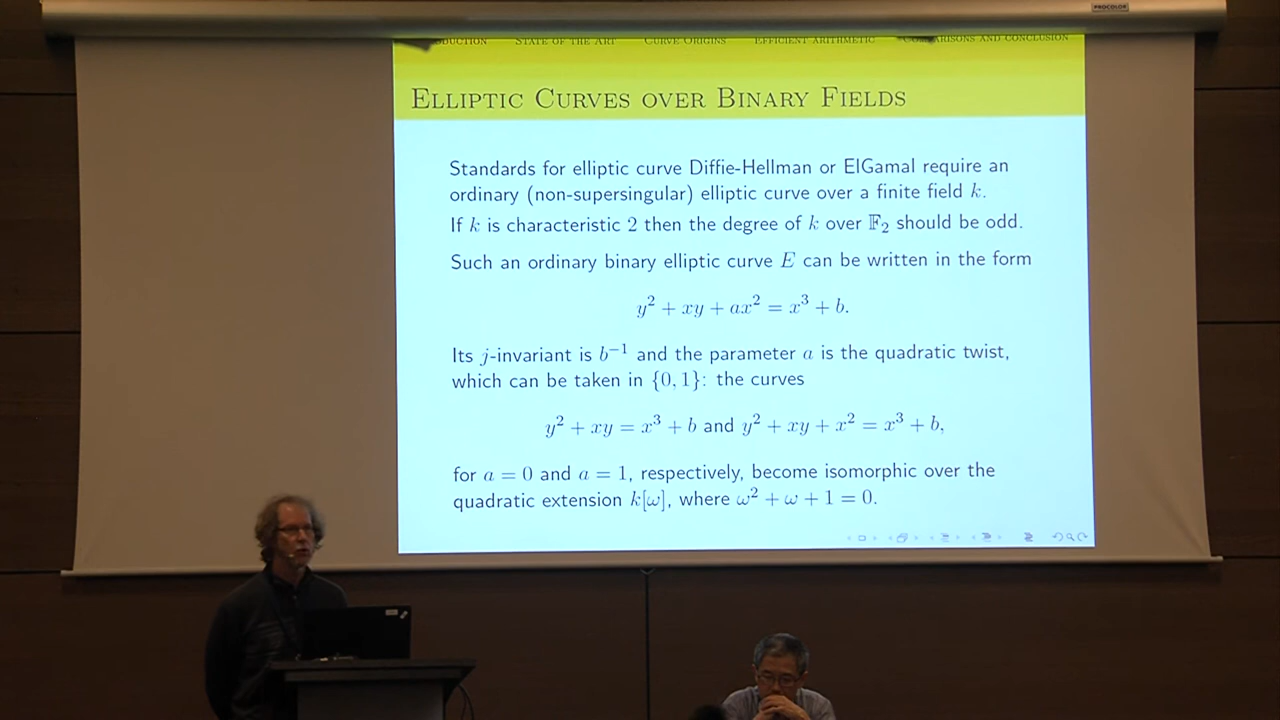 PROCOLOR
STATE OF THE ART CURVE ORIGINS EFFICIENT ARITHMETIC AND CONCLUSION
ELLIPTIC CURVES OVER BINARY FIELDS
Standards for elliptic curve Diffie-Hellman or ElGamal require an
ordinary (non-supersingular) elliptic curve over a finite field k.
If k is characteristic 2 then the degree of k over 𝔽₂ should be odd.
Such an ordinary binary elliptic curve E can be written in the form
y² + xy + ax² = x³ + b.
Its j-invariant is b⁻¹ and the parameter a is the quadratic twist,
which can be taken in {0, 1}: the curves
y² + xy = x³ + b and y² + xy + x² = x³ + b,
for a = 0 and a = 1, respectively, become isomorphic over the
quadratic extension k[ω], where ω² + ω + 1 = 0.